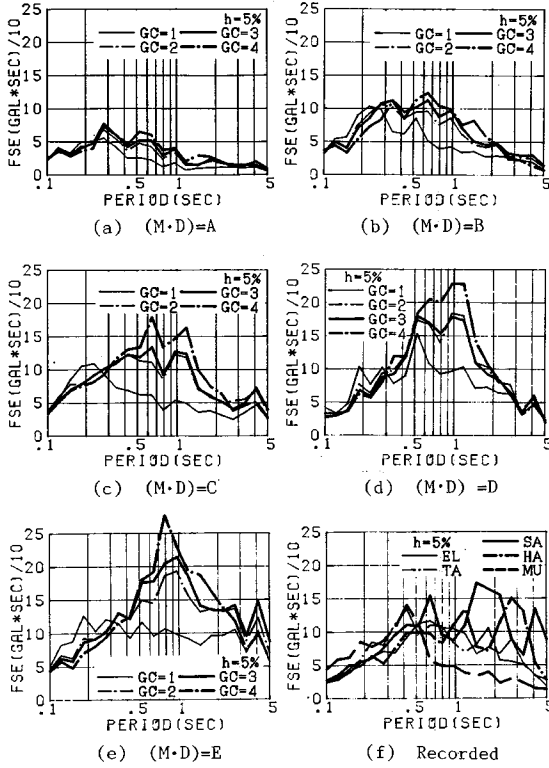 25
h=5%
GC=1
GC=3
20
GC=2
GC=4
15
10
5
0
.1
.5
1
5
FSE(GAL*SEC)/10
PERIOD(SEC)
(a) (M·D)=A
25
h=5%
GC=1
GC=3
20
GC=2
GC=4
15
10
5
0
.1
.5
1
5
FSE(GAL*SEC)/10
PERIOD(SEC)
(b) (M·D)=B
25
h=5%
GC=1
GC=3
20
GC=2
GC=4
15
10
5
0
.1
.5
1
5
FSE(GAL*SEC)/10
PERIOD(SEC)
(c) (M·D)=C
25
h=5%
GC=1
GC=2
20
GC=3
GC=4
15
10
5
0
.1
.5
1
5
FSE(GAL*SEC)/10
PERIOD(SEC)
(d) (M·D) =D
25
20
15
10
5
h=5%
GC=1
GC=3
GC=2
GC=4
0
.1
.5
1
5
FSE(GAL*SEC)/10
PERIOD(SEC)
(e) (M·D)=E
25
h=5%
SA
EL
HA
20
TA
MU
15
10
5
0
.1
.5
1
5
FSE(GAL*SEC)/10
PERIOD(SEC)
(f) Recorded